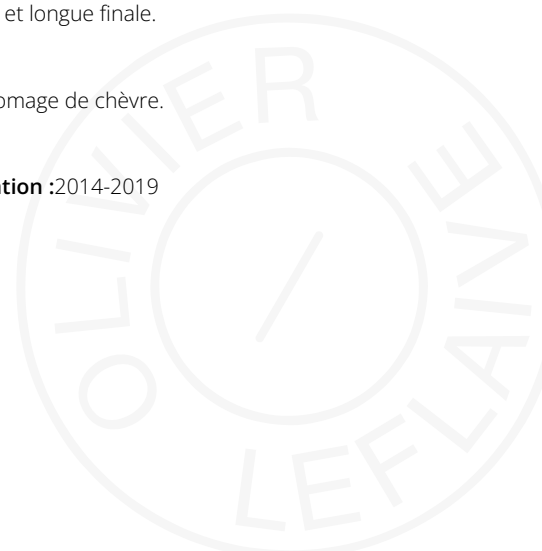 et longue finale.
omage de chèvre.
tion :2014-2019
OLIVIER
LEFLAIVE